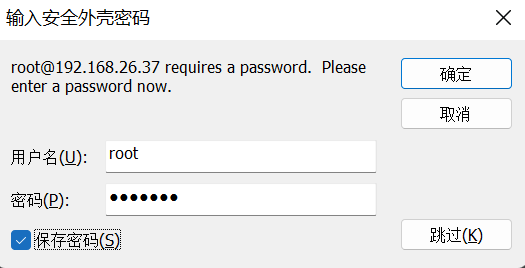 输入安全外壳密码
root@192.168.26.37 requires a password.  Please
enter a password now.
确定
取消
用户名(U):
root
密码(P):
•••••••
保存密码(S)
跳过(K)